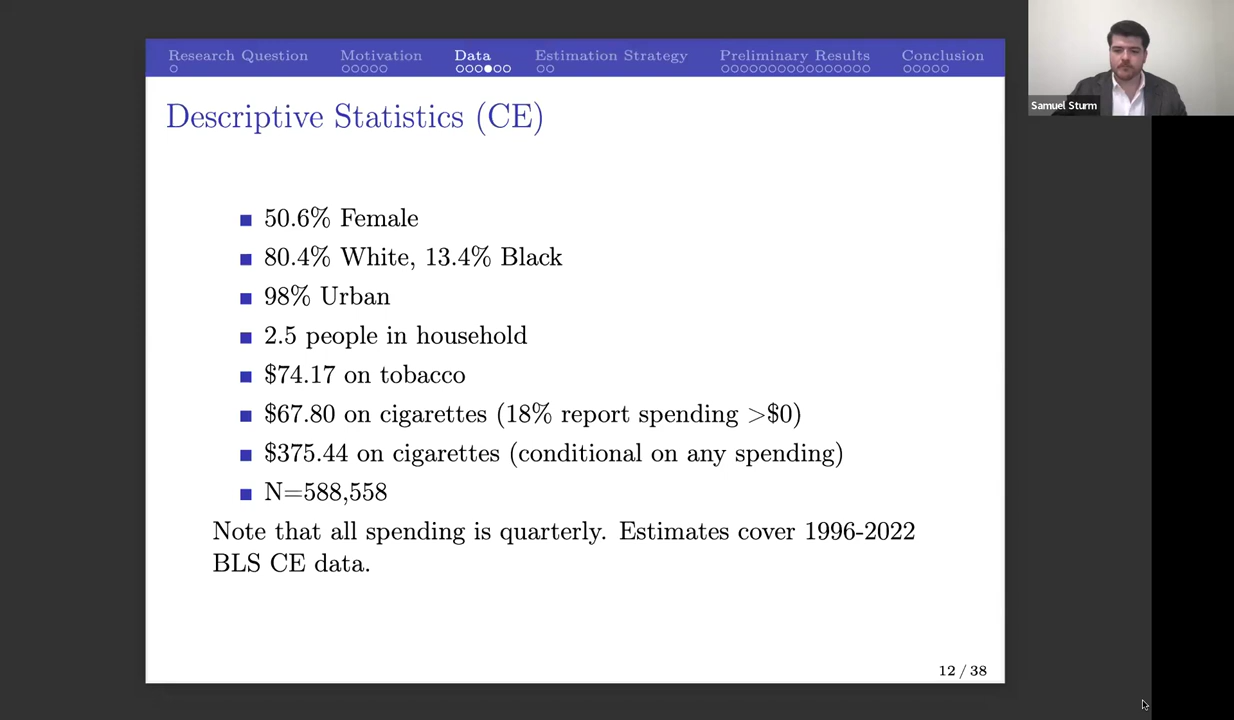 Research Question Motivation Data Estimation Strategy Preliminary Results Conclusion
Samuel Sturm
Descriptive Statistics (CE)
50.6% Female
80.4% White, 13.4% Black
98% Urban
2.5 people in household
$74.17 on tobacco
$67.80 on cigarettes (18% report spending >$0)
$375.44 on cigarettes (conditional on any spending)
N=588,558
Note that all spending is quarterly. Estimates cover 1996-2022
BLS CE data.
12 / 38